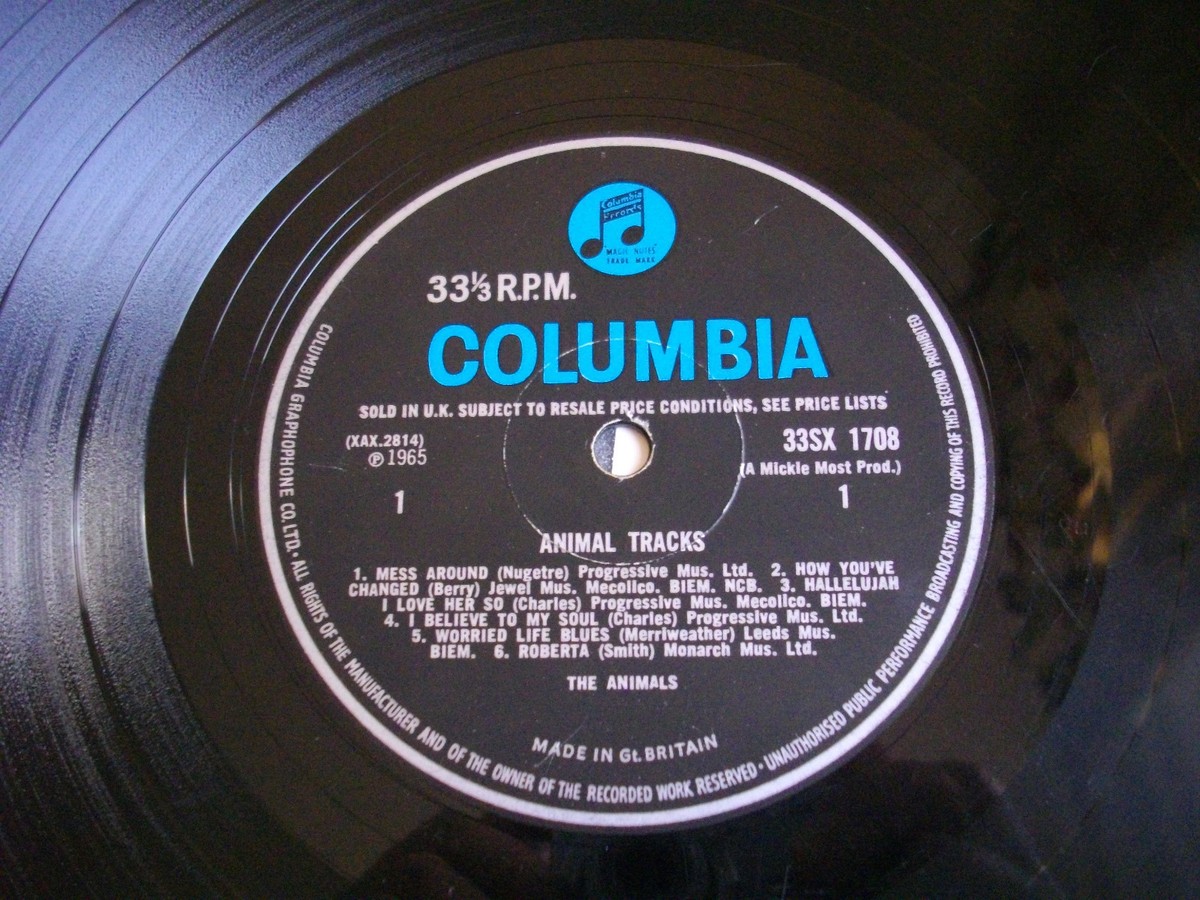 Columbia
Records
"MAGIC NOTES"
TRADE MARK
33⅓ R.P.M.
COLUMBIA
SOLD IN U.K. SUBJECT TO RESALE PRICE CONDITIONS, SEE PRICE LISTS
(XAX.2814)
℗ 1965
1
33SX 1708
(A Mickie Most Prod.)
1
ANIMAL TRACKS
1. MESS AROUND (Nugetre) Progressive Mus. Ltd. 2. HOW YOU'VE
CHANGED (Berry) Jewel Mus. Mecolico. BIEM. NCB. 3. HALLELUJAH
I LOVE HER SO (Charles) Progressive Mus. Mecolico. BIEM.
4. I BELIEVE TO MY SOUL (Charles) Progressive Mus. Ltd.
5. WORRIED LIFE BLUES (Merriweather) Leeds Mus.
BIEM. 6. ROBERTA (Smith) Monarch Mus. Ltd.
THE ANIMALS
MADE IN Gt. BRITAIN
COLUMBIA GRAPHOPHONE CO. LTD. • ALL RIGHTS OF THE MANUFACTURER AND OF THE OWNER OF THE RECORDED WORK RESERVED • UNAUTHORISED PUBLIC PERFORMANCE BROADCASTING AND COPYING OF THIS RECORD PROHIBITED